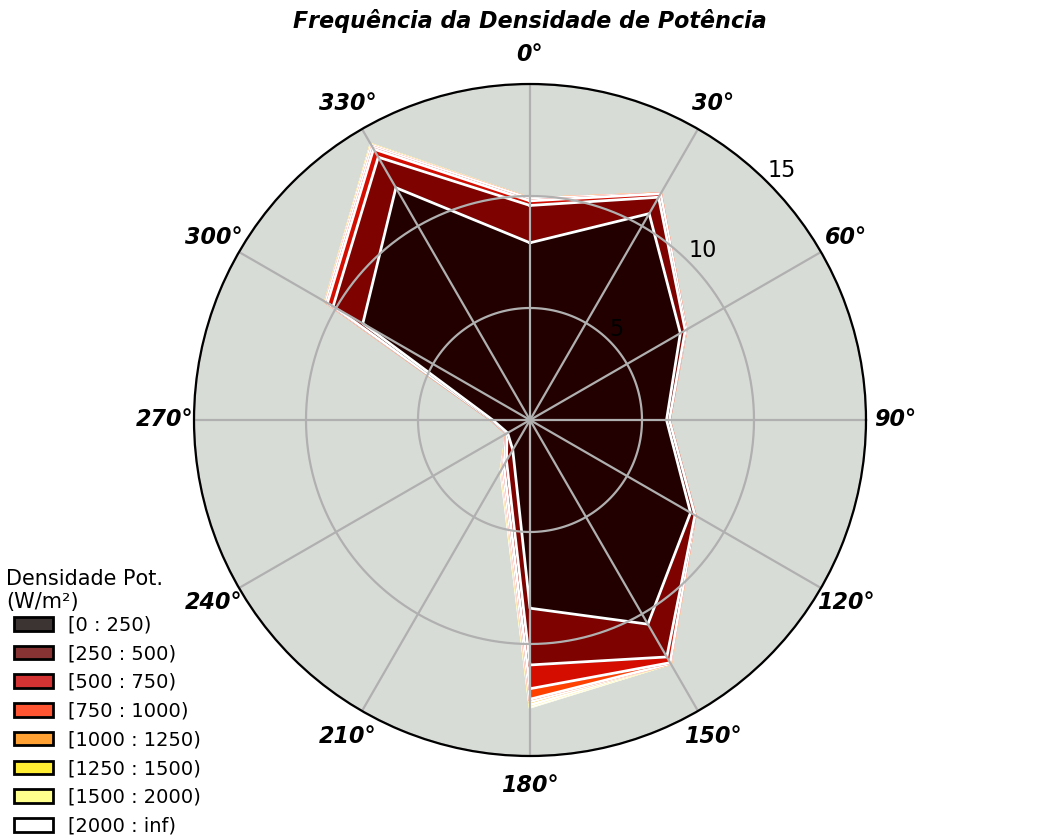 Frequência da Densidade de Potência
0°
330°
30°
15
300°
60°
10
5
270°
90°
240°
120°
210°
150°
180°
Densidade Pot.
(W/m²)
[0 : 250)
[250 : 500)
[500 : 750)
[750 : 1000)
[1000 : 1250)
[1250 : 1500)
[1500 : 2000)
[2000 : inf)